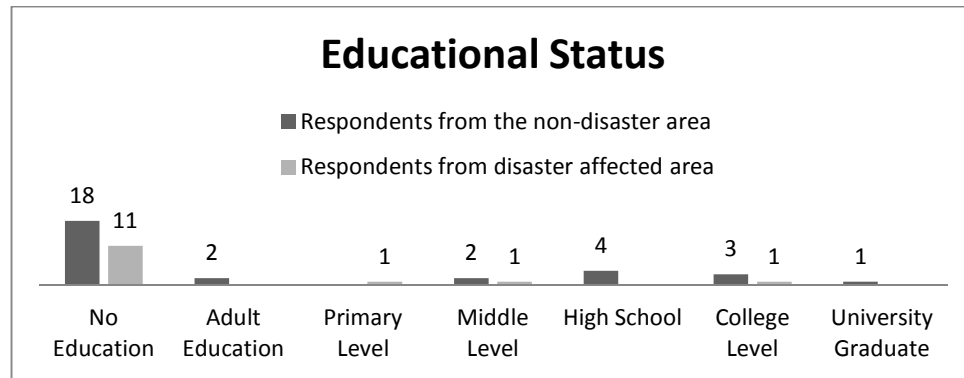 Educational Status
Respondents from the non-disaster area
Respondents from disaster affected area
18
11
2
1
2
1
4
3
1
1
No Education
Adult Education
Primary Level
Middle Level
High School
College Level
University Graduate